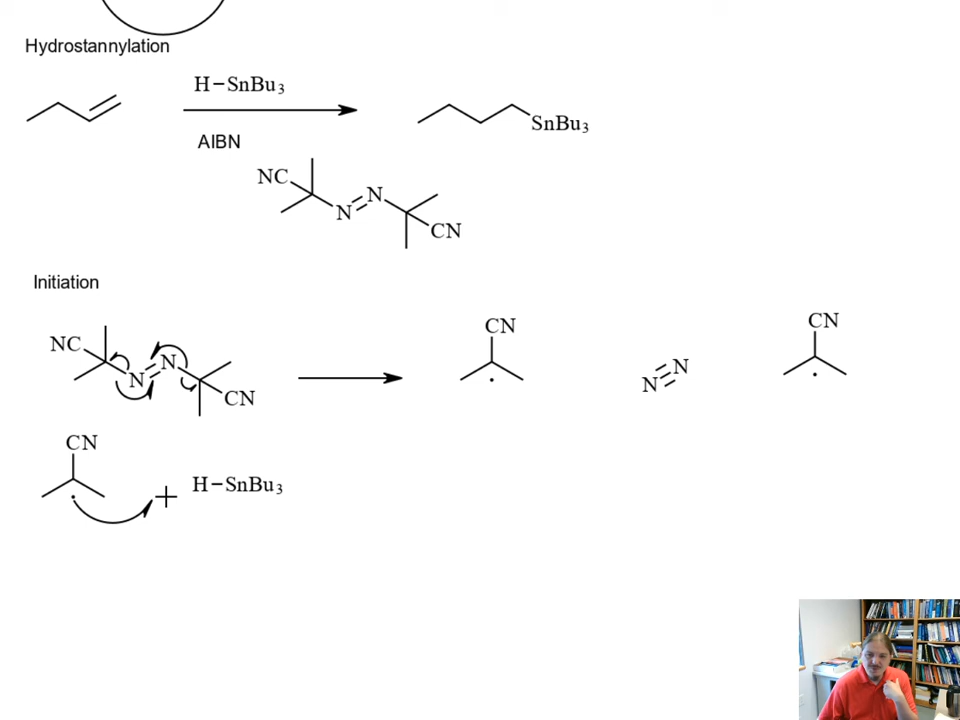 Hydrostannylation
H-SnBu3
SnBu3
AIBN
NC
N
N
CN
Initiation
NC
N
N
CN
CN
N
N
CN
CN
+ H-SnBu3